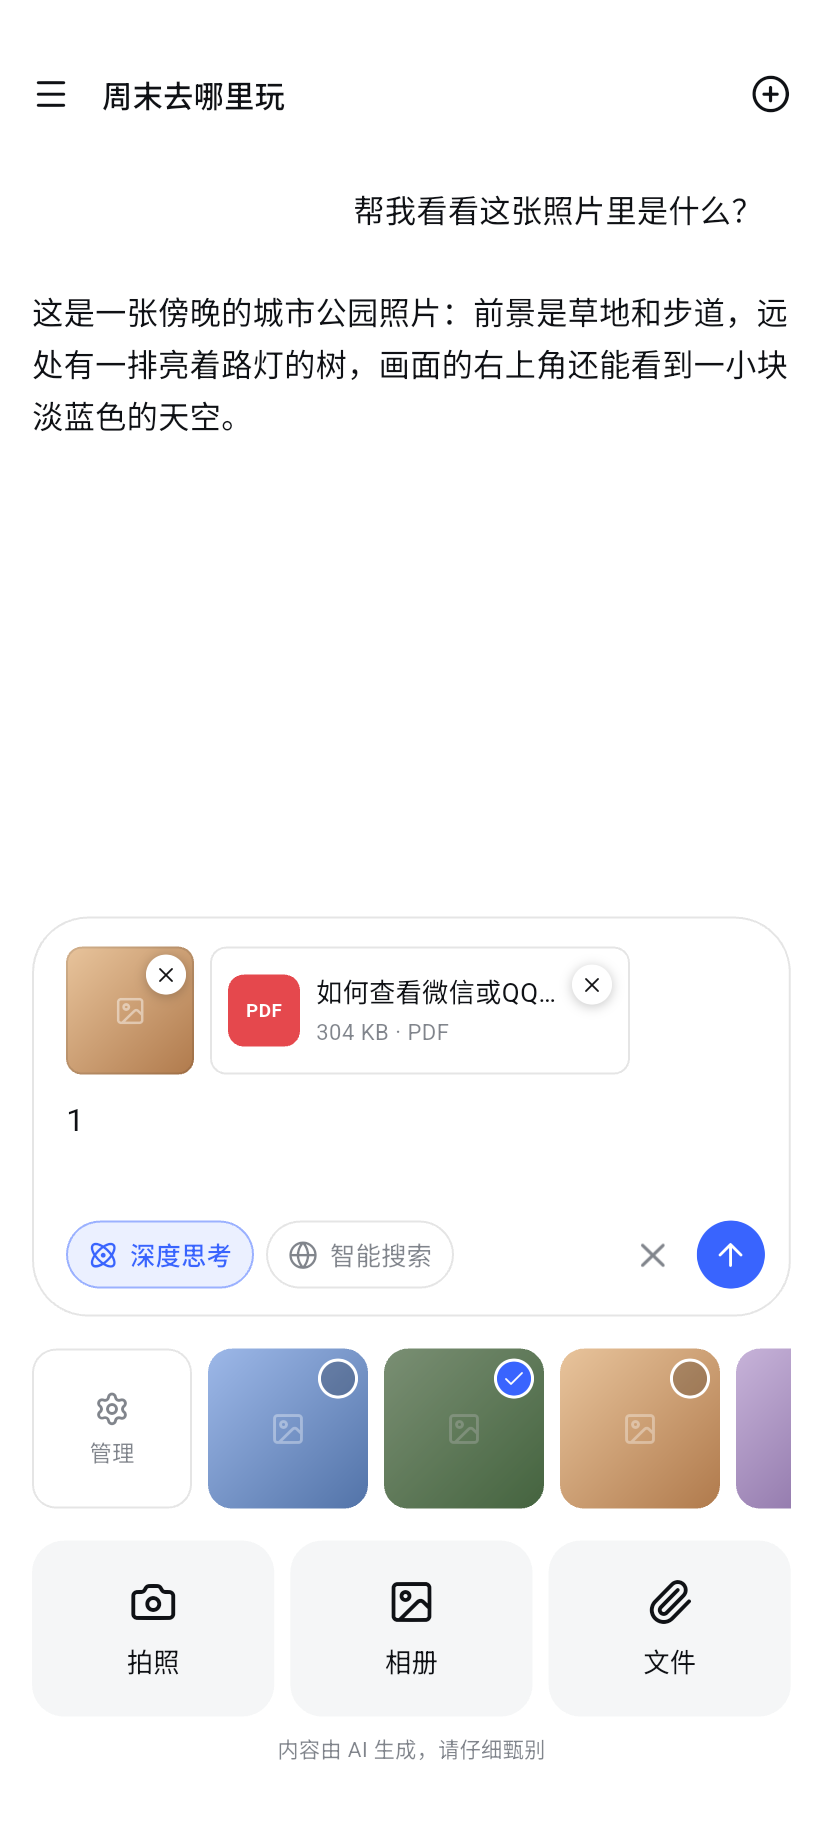 周末去哪里玩
帮我看看这张照片里是什么？
这是一张傍晚的城市公园照片：前景是草地和步道，远
处有一排亮着路灯的树，画面的右上角还能看到一小块
淡蓝色的天空。
PDF
如何查看微信或QQ...
304 KB · PDF
1
深度思考
智能搜索
管理
拍照
相册
文件
内容由 AI 生成，请仔细甄别